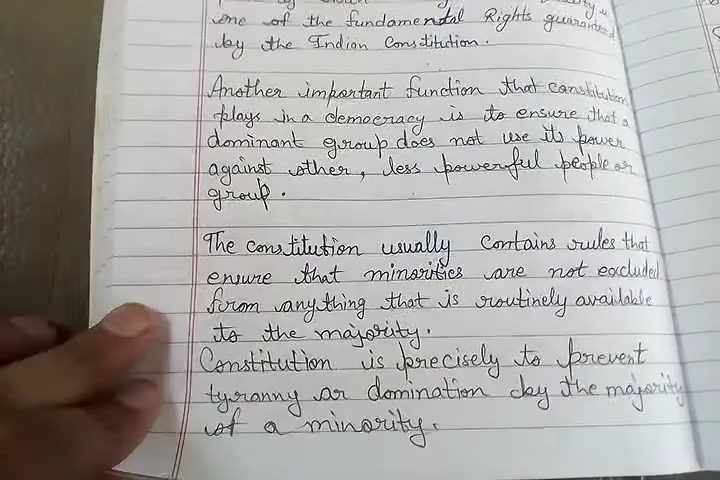 one of the fundamental Rights guaranteed
by the Indian Constitution.
Another important function that constitution
plays in a democracy is to ensure that a
dominant group does not use its power
against other, less powerful people or
group.
The constitution usually contains rules that
ensure that minorities are not excluded
from anything that is routinely available
to the majority.
Constitution is precisely to prevent
tyranny or domination by the majority
of a minority.